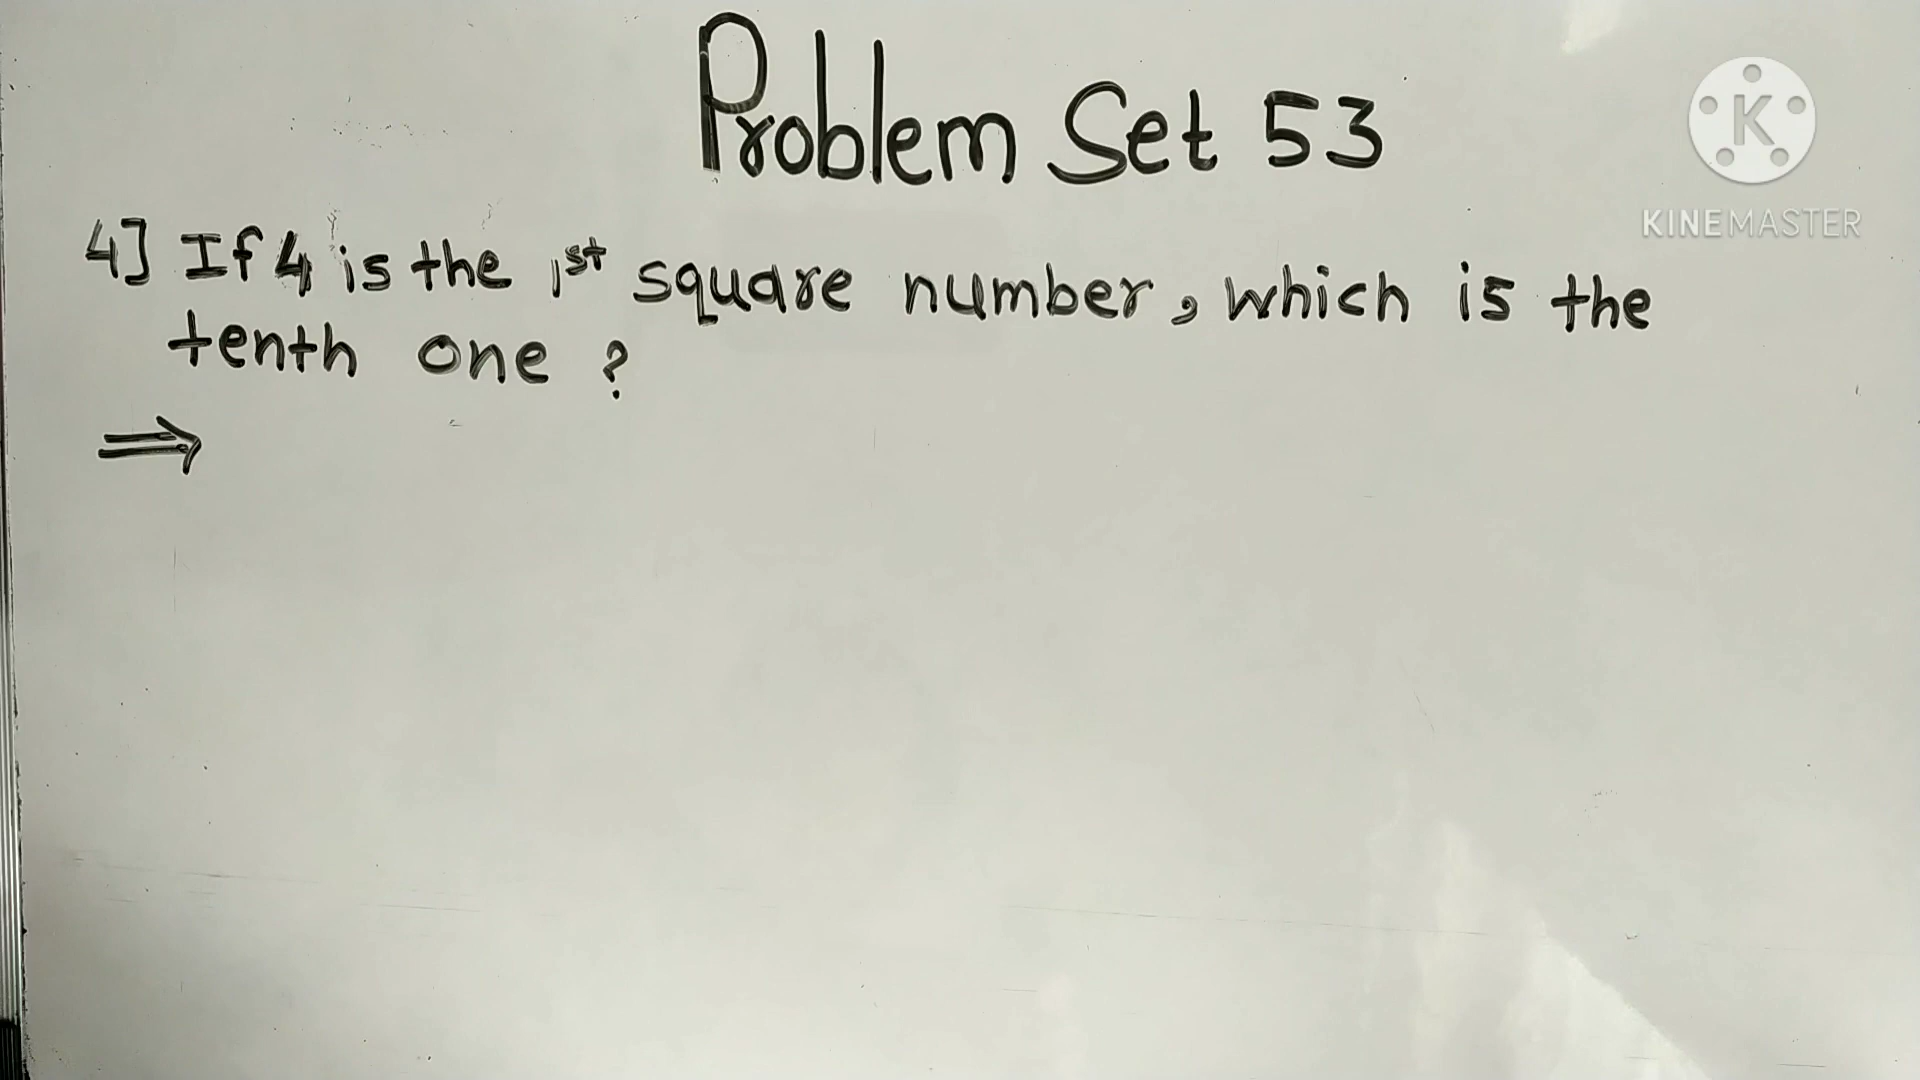 Problem Set 53
K
KINEMASTER
4] If 4 is the 1st square number, which is the
tenth one ?
⇒